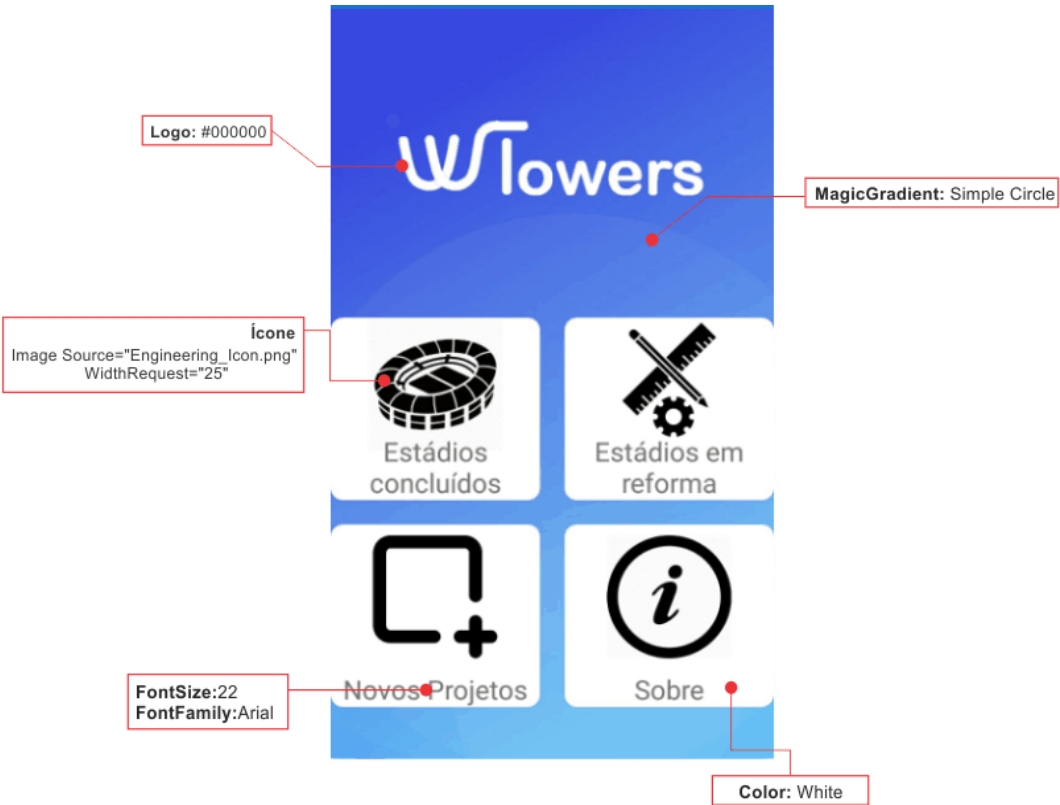 Logo: #000000
W lowers
MagicGradient: Simple Circle
Ícone
Image Source="Engineering_Icon.png"
WidthRequest="25"
Estádios
concluídos
Estádios em
reforma
i
Novos Projetos
Sobre
FontSize:22
FontFamily:Arial
Color: White